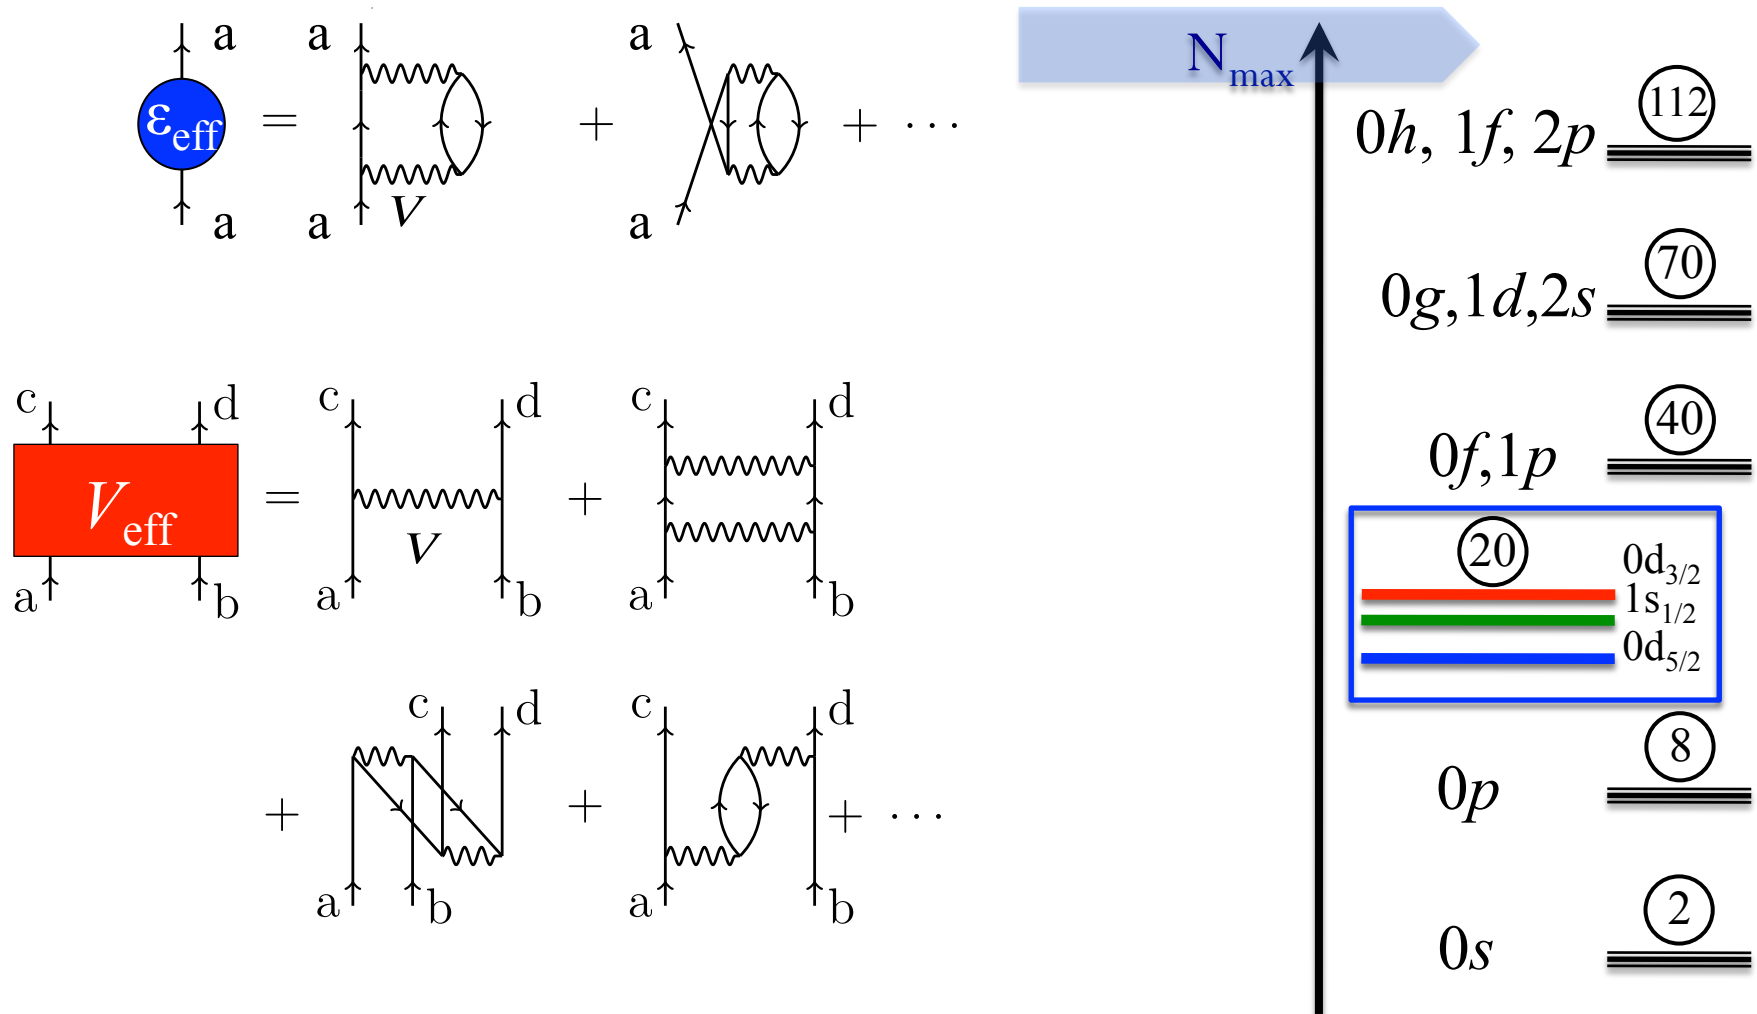 a a a
N_max
ε_eff = + + ···
112
0h, 1f, 2p
a a V a
70
0g,1d,2s
c d c d c d
40
0f,1p
V_eff = V +
20
0d_3/2
1s_1/2
0d_5/2
a b a b a b
c d c d
8
0p
+ + + ···
a b a b
2
0s